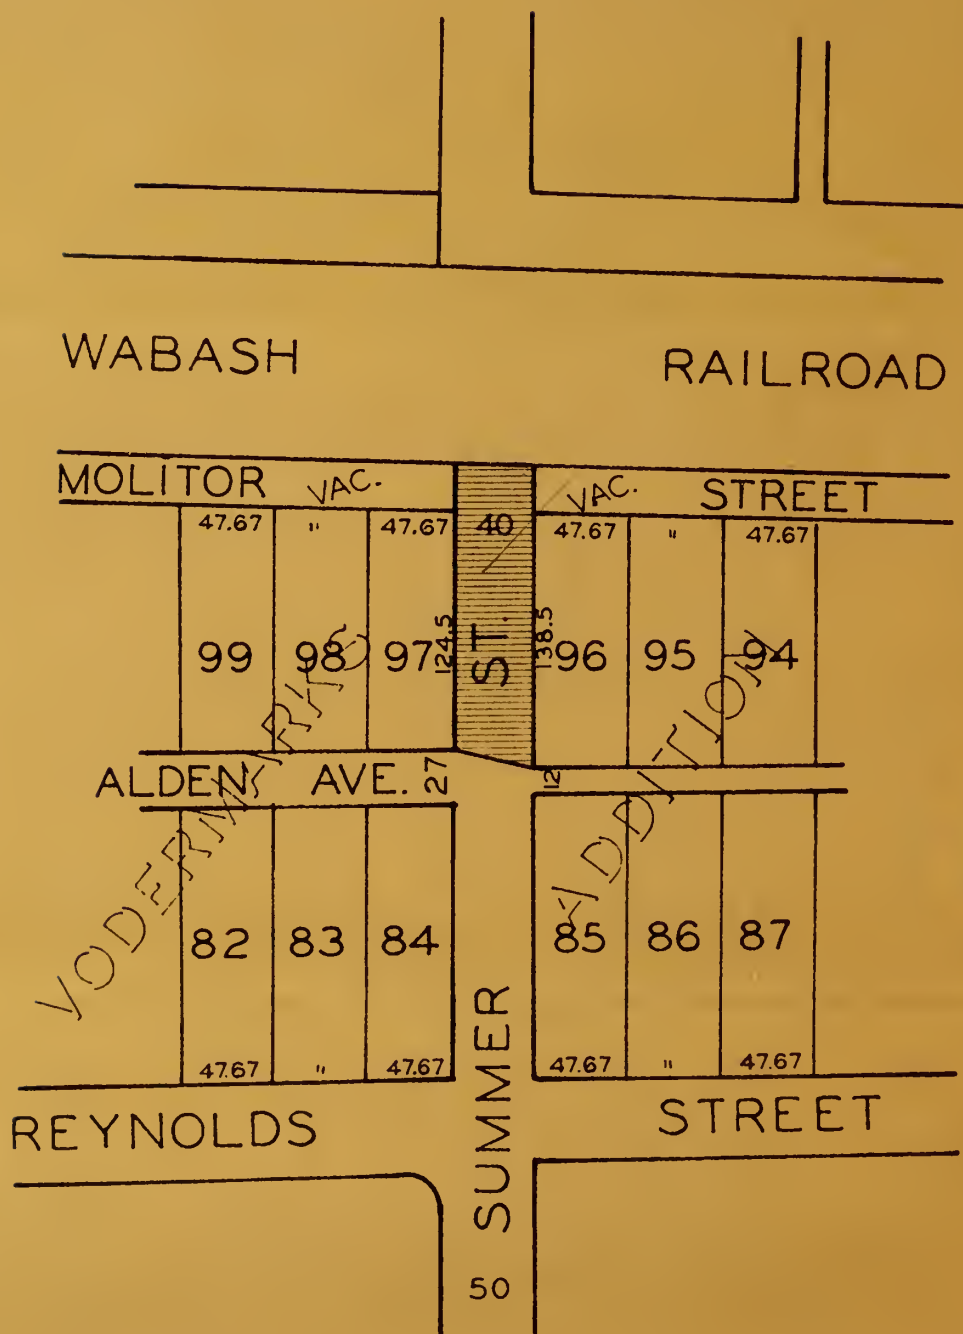 WABASH RAILROAD
MOLITOR VAC. VAC. STREET
47.67 " 47.67 40 47.67 " 47.67
99 98 97 124.5 ST. 138.5 96 95 94
ALDEN AVE. 27 12
VODERMARK'S ADDITION
82 83 84 85 86 87
47.67 " 47.67 47.67 " 47.67
REYNOLDS STREET
SUMMER
50